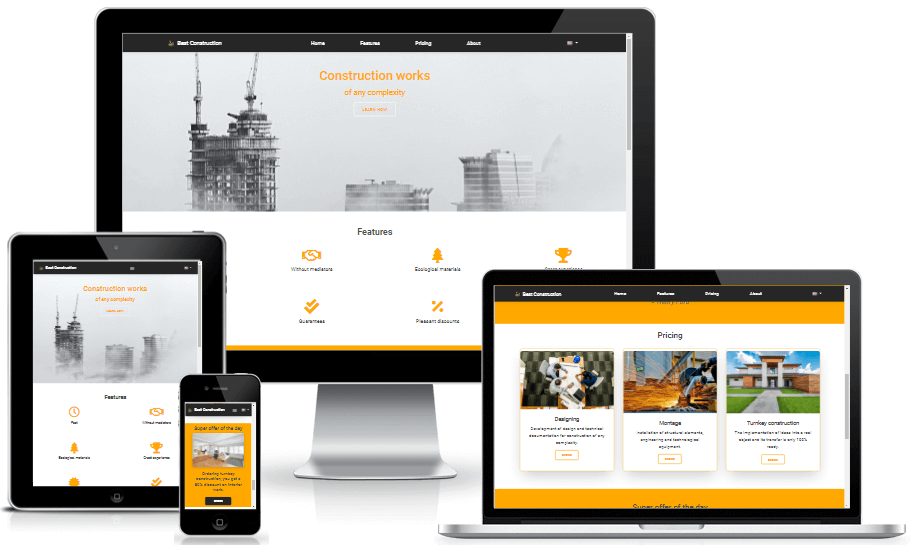 Best Construction
Home
Features
Pricing
About
Construction works
of any complexity
LEARN NOW!
Features
Without mediators
Ecological materials
Guarantees
Pleasant discounts
Best Construction
Construction works
of any complexity
LEARN NOW!
Features
Fast
Without mediators
Ecological materials
Great experience
Best Construction
Super offer of the day
Ordering turnkey
construction, you get a
50% discount on interior
work.
Best Construction
Home
Features
Pricing
About
Pricing
Designing
Development of design and technical
documentation for construction of any
complexity.
Montage
Installation of structural elements,
engineering and technological
equipment.
Turnkey construction
The implementation of ideas into a real
object and its transfer is only 100%
ready.
Super offer of the day